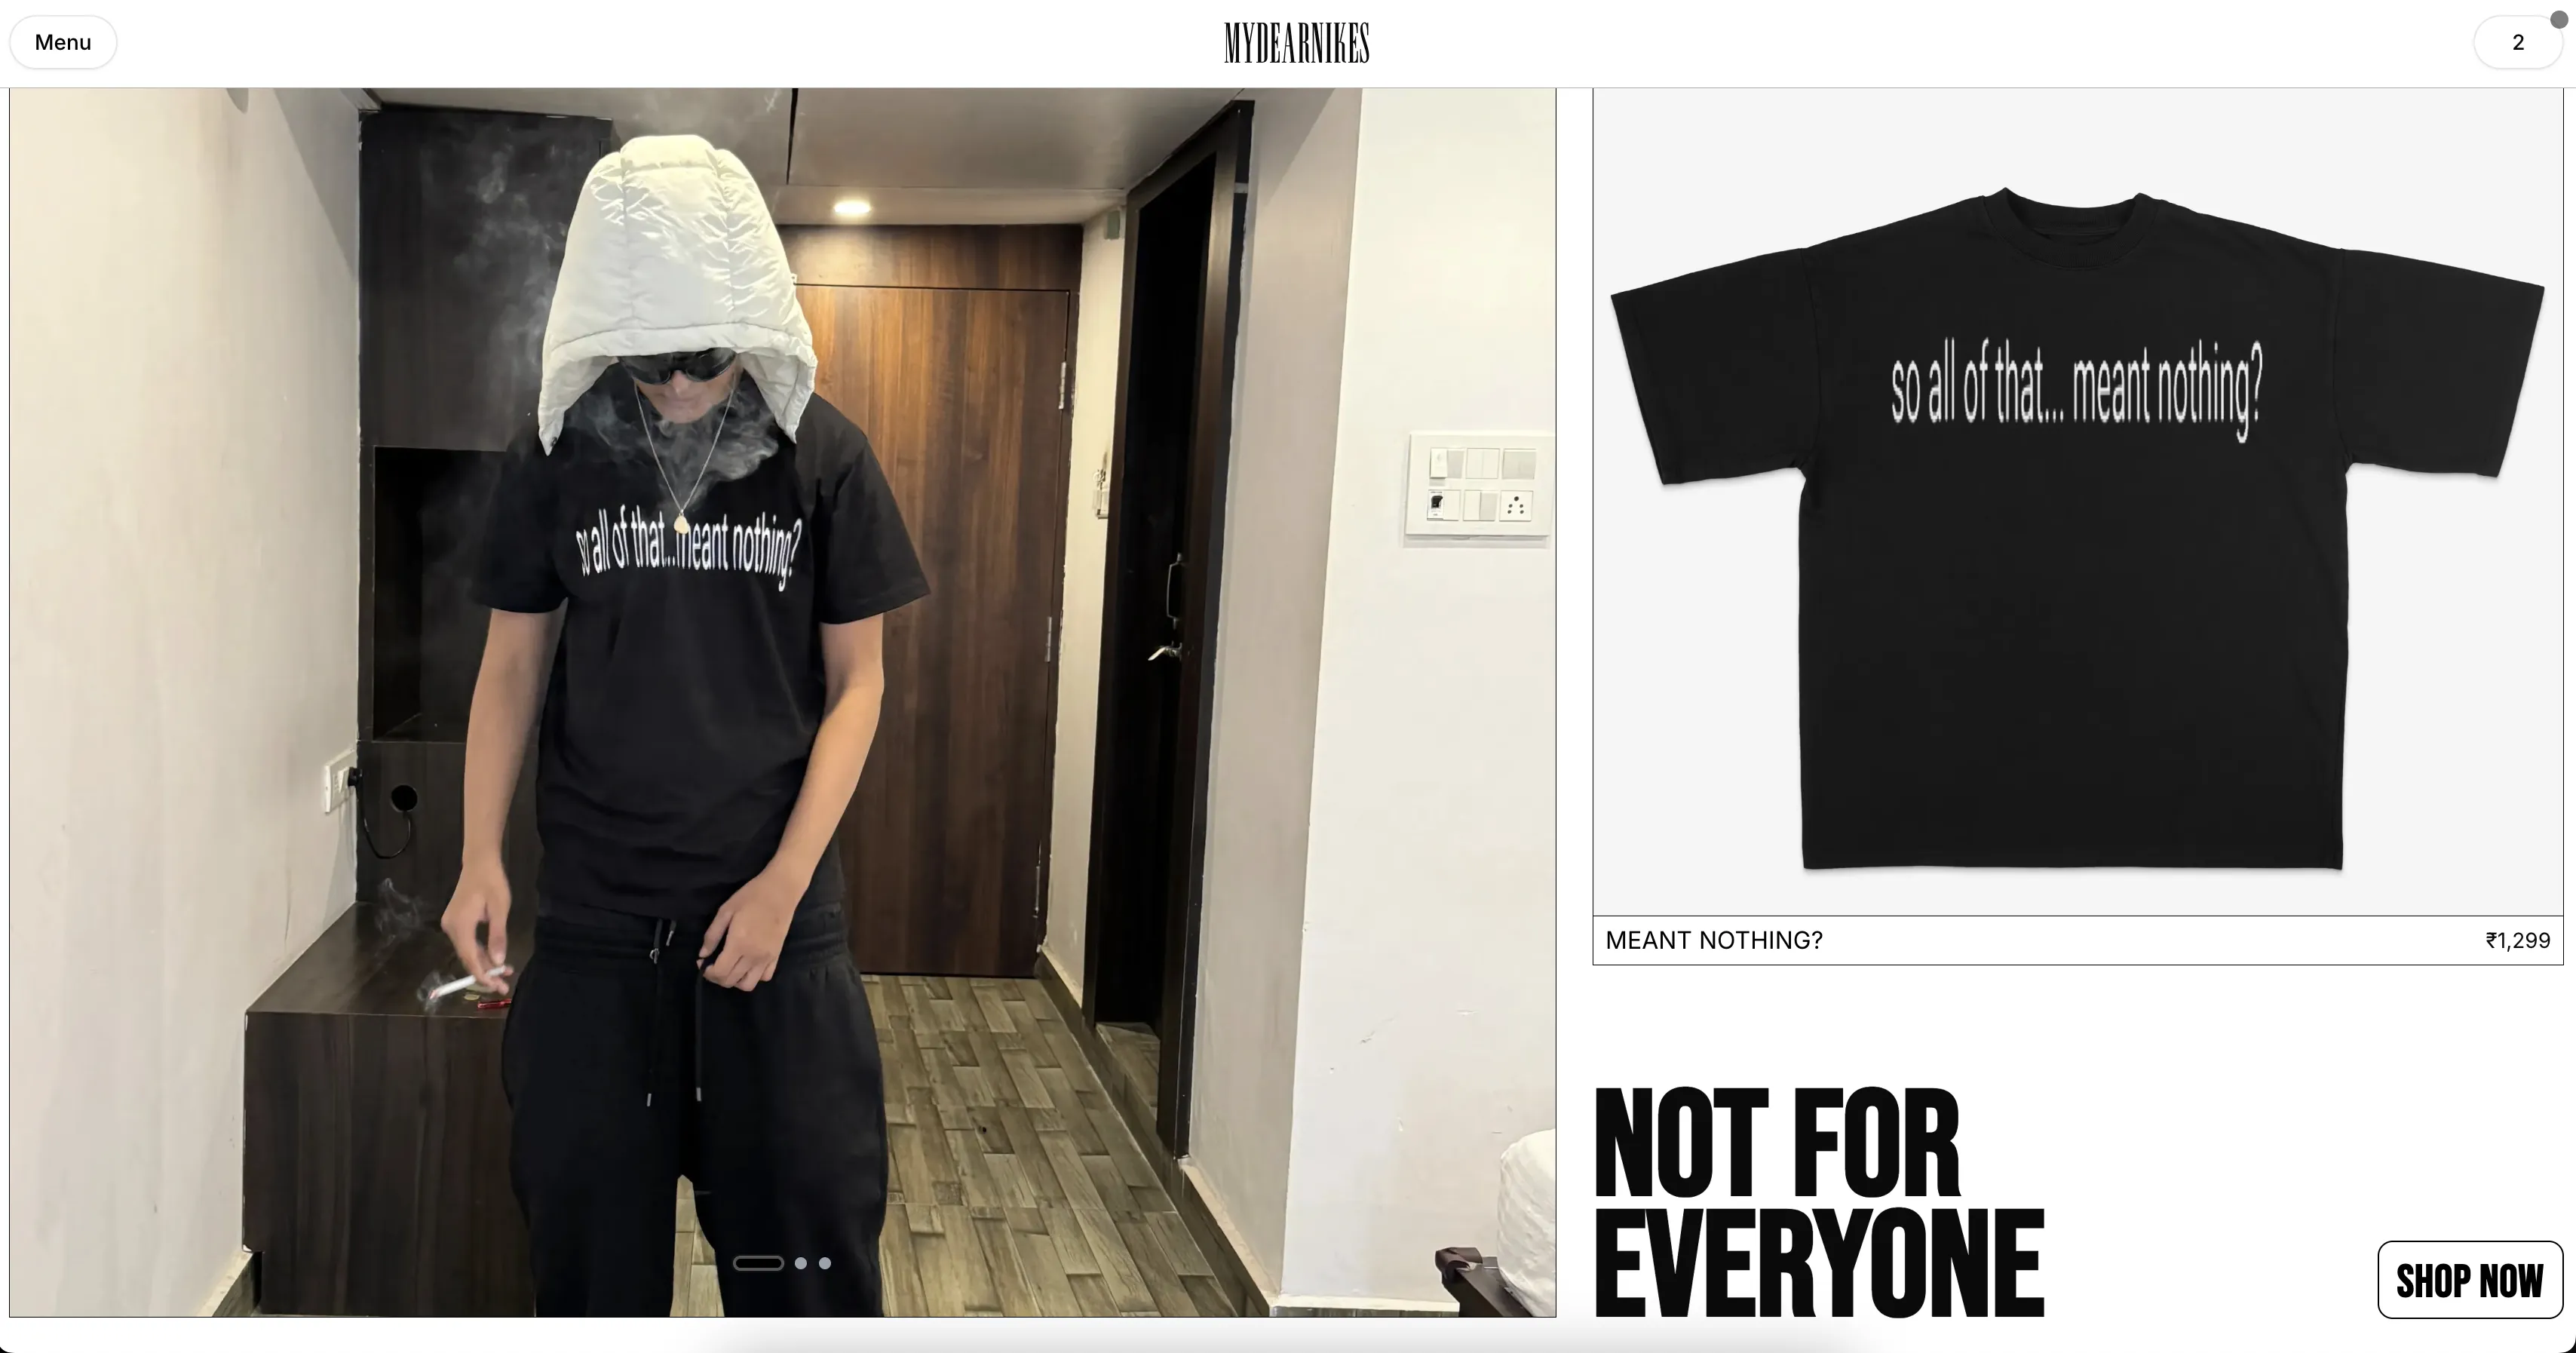 Menu
MYDEARNIKES
2
so all of that... meant nothing?
so all of that... meant nothing?
MEANT NOTHING?
₹1,299
NOT FOR
EVERYONE
SHOP NOW